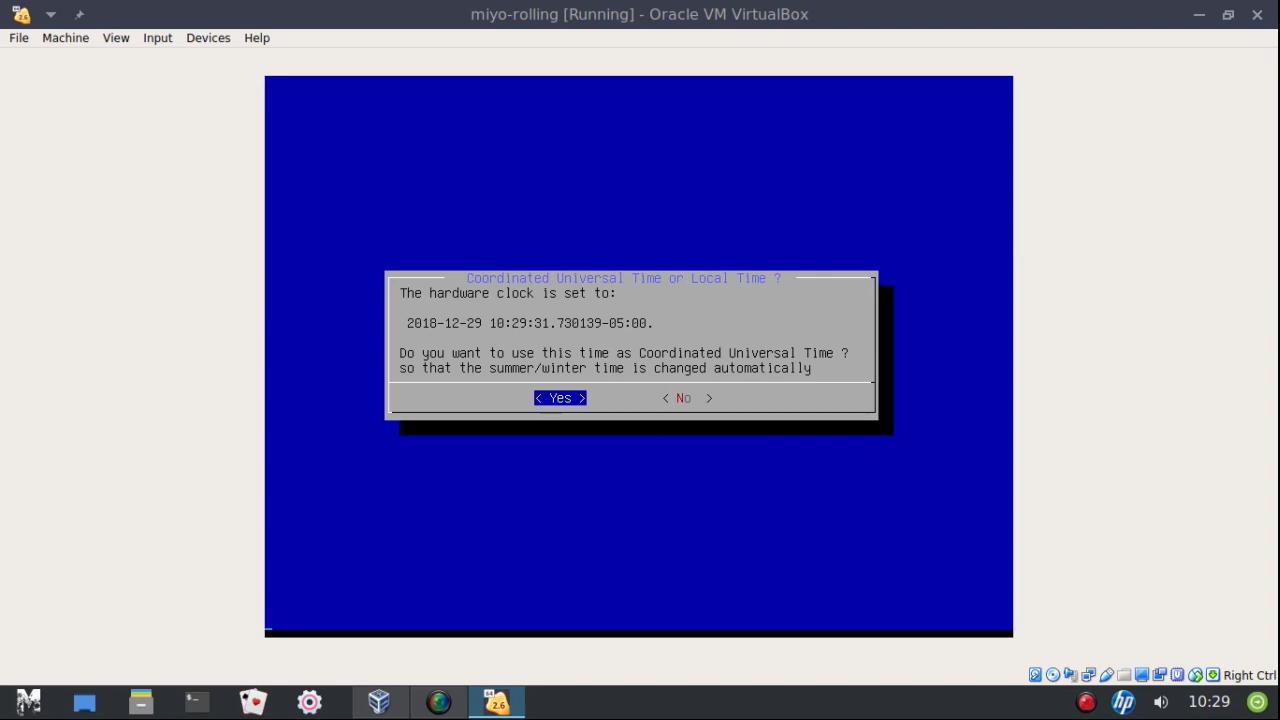 miyo-rolling [Running] - Oracle VM VirtualBox
File Machine View Input Devices Help
Coordinated Universal Time or Local Time ?
The hardware clock is set to:
2018-12-29 10:29:31.730139-05:00.
Do you want to use this time as Coordinated Universal Time ?
so that the summer/winter time is changed automatically
< Yes > < No >
Right Ctrl
64
2.6
hp
10:29